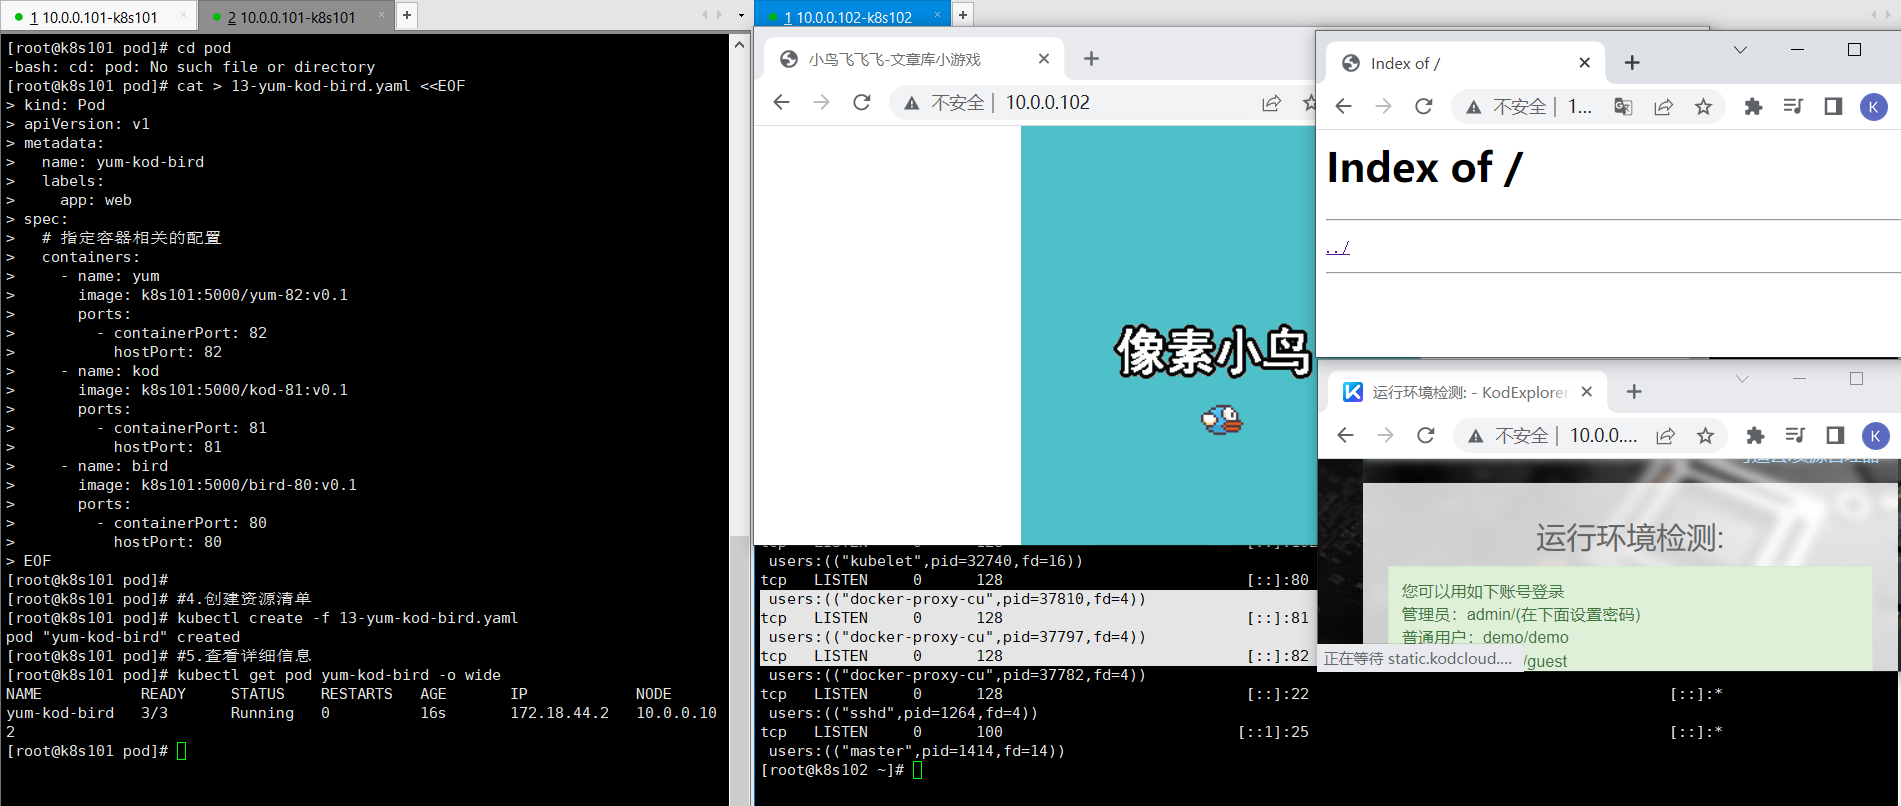 1 10.0.0.101-k8s101
2 10.0.0.101-k8s101
[root@k8s101 pod]# cd pod
-bash: cd: pod: No such file or directory
[root@k8s101 pod]# cat > 13-yum-kod-bird.yaml <<EOF
> kind: Pod
> apiVersion: v1
> metadata:
>   name: yum-kod-bird
>   labels:
>     app: web
> spec:
>   # 指定容器相关的配置
>   containers:
>     - name: yum
>       image: k8s101:5000/yum-82:v0.1
>       ports:
>         - containerPort: 82
>           hostPort: 82
>     - name: kod
>       image: k8s101:5000/kod-81:v0.1
>       ports:
>         - containerPort: 81
>           hostPort: 81
>     - name: bird
>       image: k8s101:5000/bird-80:v0.1
>       ports:
>         - containerPort: 80
>           hostPort: 80
> EOF
[root@k8s101 pod]#
[root@k8s101 pod]# #4.创建资源清单
[root@k8s101 pod]# kubectl create -f 13-yum-kod-bird.yaml
pod "yum-kod-bird" created
[root@k8s101 pod]# #5.查看详细信息
[root@k8s101 pod]# kubectl get pod yum-kod-bird -o wide
NAME           READY     STATUS    RESTARTS   AGE       IP            NODE
yum-kod-bird   3/3       Running   0          16s       172.18.44.2   10.0.0.10
2
[root@k8s101 pod]#
1 10.0.0.102-k8s102
小鸟飞飞飞-文章库小游戏
不安全 | 10.0.0.102
像素小鸟
users:(("kubelet",pid=32740,fd=16))
tcp   LISTEN     0      128                           [::]:80
users:(("docker-proxy-cu",pid=37810,fd=4))
tcp   LISTEN     0      128                           [::]:81
users:(("docker-proxy-cu",pid=37797,fd=4))
tcp   LISTEN     0      128                           [::]:82
users:(("docker-proxy-cu",pid=37782,fd=4))
tcp   LISTEN     0      128                           [::]:22                                        [::]:*
users:(("sshd",pid=1264,fd=4))
tcp   LISTEN     0      100                          [::1]:25                                        [::]:*
users:(("master",pid=1414,fd=14))
[root@k8s102 ~]#
Index of /
不安全 | 1...
K
Index of /
../
运行环境检测: - KodExplorer
不安全 | 10.0.0....
K
运行环境检测:
您可以用如下账号登录
管理员：admin/(在下面设置密码)
普通用户：demo/demo
/guest
正在等待 static.kodcloud....